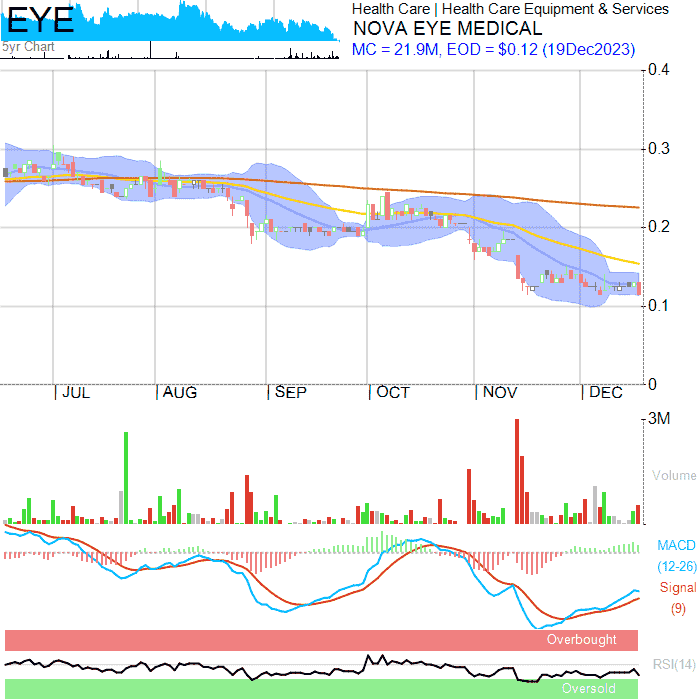 EYE
5yr Chart
Health Care | Health Care Equipment & Services
NOVA EYE MEDICAL
MC = 21.9M, EOD = $0.12 (19Dec2023)
0.4
0.3
0.2
0.1
0
JUL AUG SEP OCT NOV DEC
3M
Volume
MACD
(12-26)
Signal
(9)
Overbought
RSI(14)
Oversold